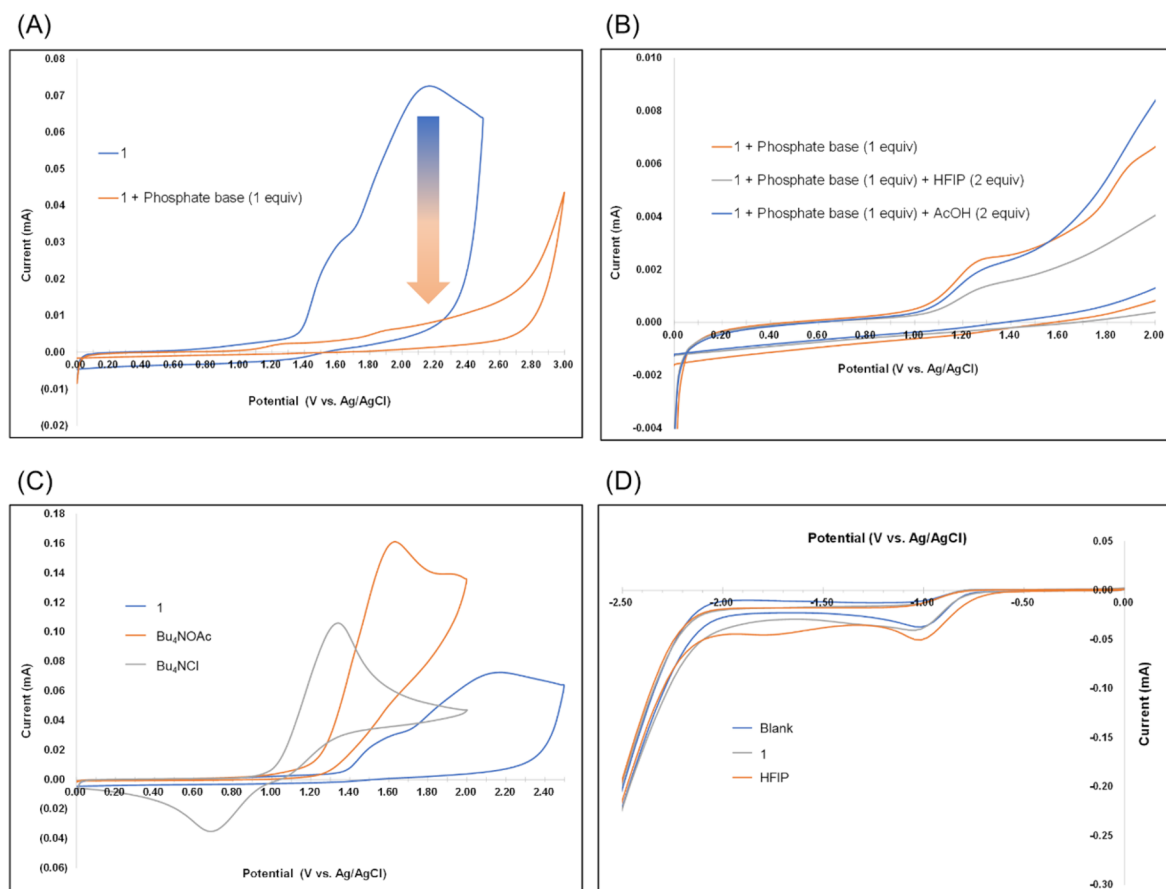 (A)
0.08
0.07
0.06
0.05
0.04
0.03
0.02
0.01
0.00
(0.01)
(0.02)
Current (mA)
1
1 + Phosphate base (1 equiv)
0.00 0.20 0.40 0.60 0.80 1.00 1.20 1.40 1.60 1.80 2.00 2.20 2.40 2.60 2.80 3.00
Potential (V vs. Ag/AgCl)
(B)
0.010
0.008
0.006
0.004
0.002
0.000
-0.002
-0.004
Current (mA)
1 + Phosphate base (1 equiv)
1 + Phosphate base (1 equiv) + HFIP (2 equiv)
1 + Phosphate base (1 equiv) + AcOH (2 equiv)
0.00 0.20 0.40 0.60 0.80 1.00 1.20 1.40 1.60 1.80 2.00
Potential (V vs. Ag/AgCl)
(C)
0.18
0.16
0.14
0.12
0.10
0.08
0.06
0.04
0.02
0.00
(0.02)
(0.04)
(0.06)
Current (mA)
1
Bu₄NOAc
Bu₄NCl
0.00 0.20 0.40 0.60 0.80 1.00 1.20 1.40 1.60 1.80 2.00 2.20 2.40
Potential (V vs. Ag/AgCl)
(D)
Potential (V vs. Ag/AgCl)
-2.50 -2.00 -1.50 -1.00 -0.50 0.00
0.05
0.00
-0.05
-0.10
-0.15
-0.20
-0.25
-0.30
Current (mA)
Blank
1
HFIP